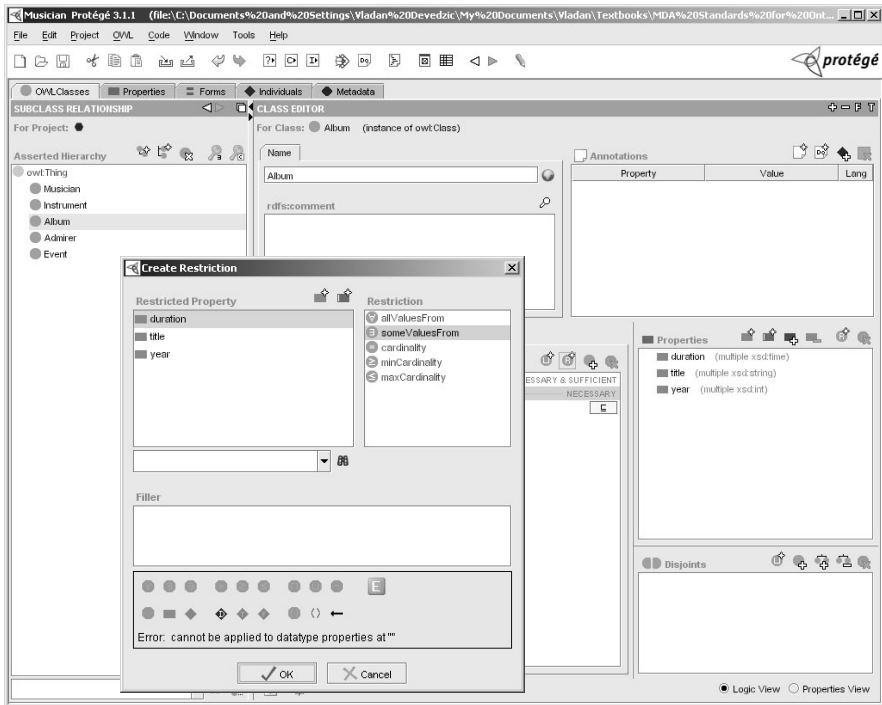 Musician Protégé 3.1.1 (file:\C:\Documents%20and%20Settings\Vladan%20Devedzic\My%20Documents\Vladan\Textbooks\MDA%20Standards%20for%20Ont...
File Edit Project OWL Code Window Tools Help
protégé
OWLClasses Properties Forms Individuals Metadata
SUBCLASS RELATIONSHIP
CLASS EDITOR
For Project:
For Class: Album (instance of owl:Class)
Asserted Hierarchy
Name
Annotations
owl:Thing
Album
Property Value Lang
Musician
Instrument
rdfs:comment
Album
Admirer
Event
Create Restriction
Restricted Property
Restriction
duration
title
year
allValuesFrom
someValuesFrom
cardinality
minCardinality
maxCardinality
ESSARY & SUFFICIENT
NECESSARY
Properties
duration (multiple xsd:time)
title (multiple xsd:string)
year (multiple xsd:int)
Filler
Disjoints
E
Error: cannot be applied to datatype properties at ""
OK Cancel
Logic View Properties View